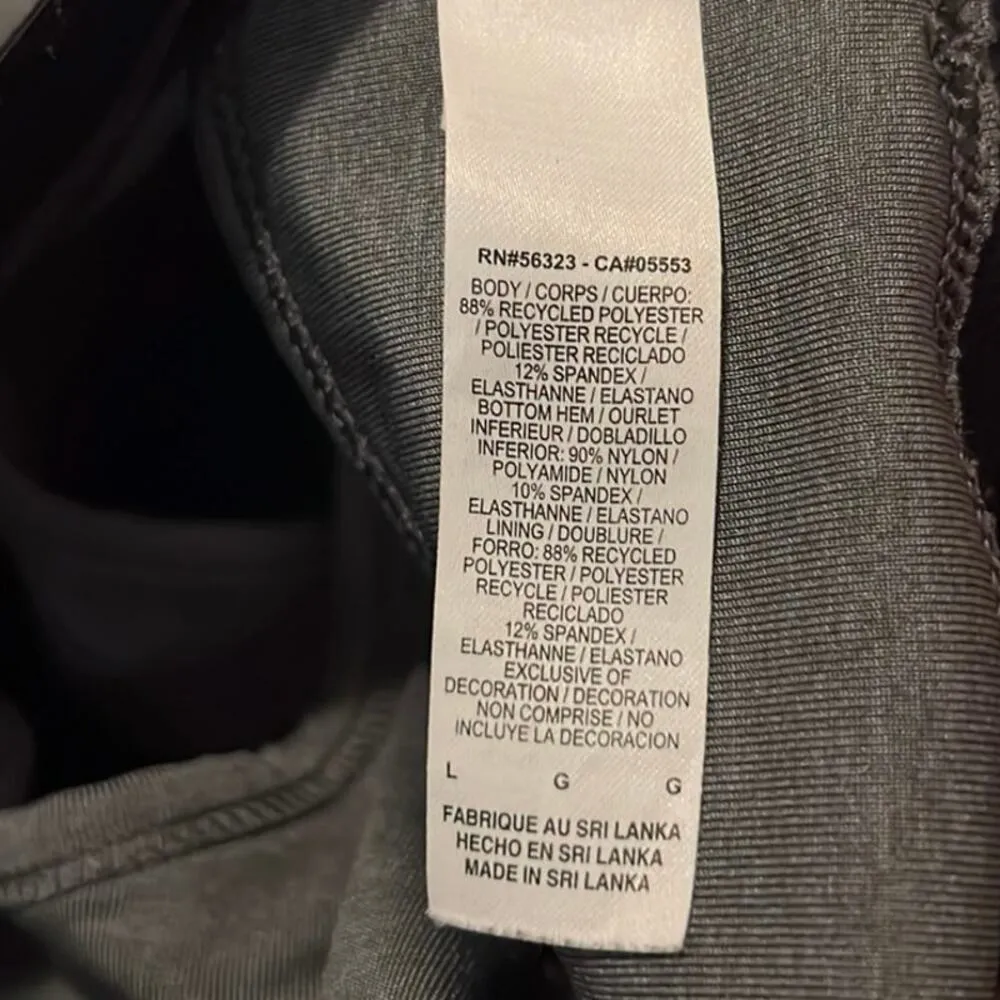 RN#56323 - CA#05553
BODY / CORPS / CUERPO:
88% RECYCLED POLYESTER
/ POLYESTER RECYCLE /
POLIESTER RECICLADO
12% SPANDEX /
ELASTHANNE / ELASTANO
BOTTOM HEM / OURLET
INFERIEUR / DOBLADILLO
INFERIOR: 90% NYLON /
POLYAMIDE / NYLON
10% SPANDEX /
ELASTHANNE / ELASTANO
LINING / DOUBLURE /
FORRO: 88% RECYCLED
POLYESTER / POLYESTER
RECYCLE / POLIESTER
RECICLADO
12% SPANDEX /
ELASTHANNE / ELASTANO
EXCLUSIVE OF
DECORATION / DECORATION
NON COMPRISE / NO
INCLUYE LA DECORACION
L G G
FABRIQUE AU SRI LANKA
HECHO EN SRI LANKA
MADE IN SRI LANKA